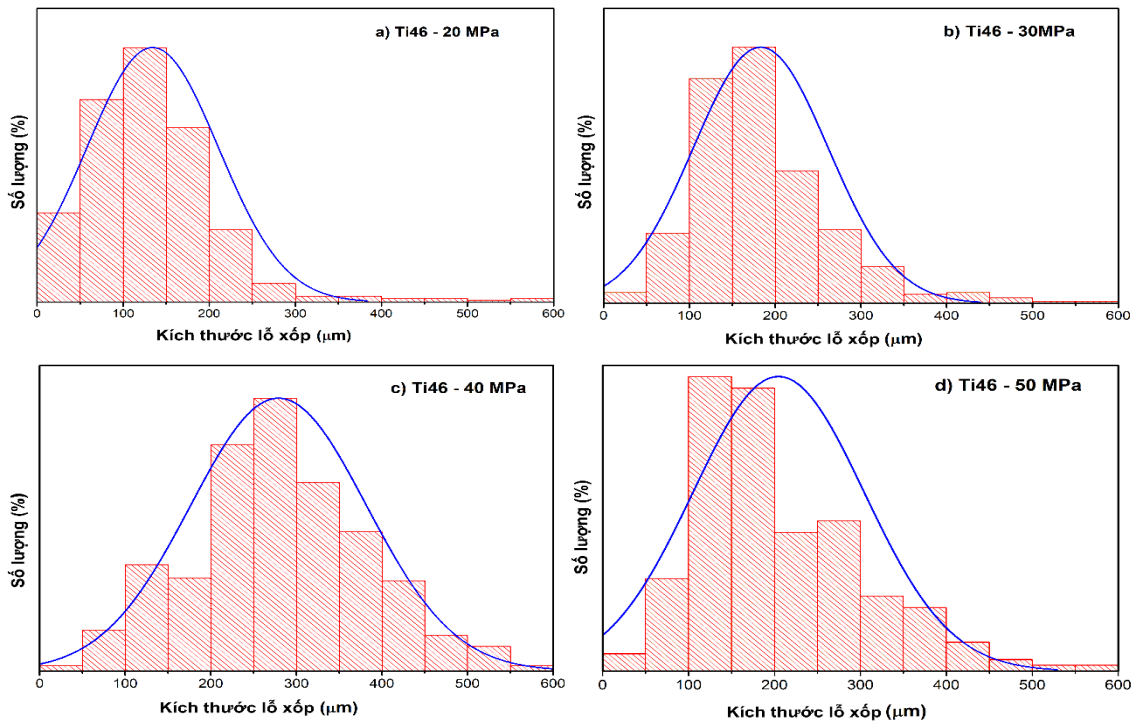 a) Ti46 - 20 MPa
Số lượng (%)
0 100 200 300 400 500 600
Kích thước lỗ xốp (μm)
b) Ti46 - 30MPa
Số lượng (%)
0 100 200 300 400 500 600
Kích thước lỗ xốp (μm)
c) Ti46 - 40 MPa
Số lượng (%)
0 100 200 300 400 500 600
Kích thước lỗ xốp (μm)
d) Ti46 - 50 MPa
Số lượng (%)
0 100 200 300 400 500 600
Kích thước lỗ xốp (μm)